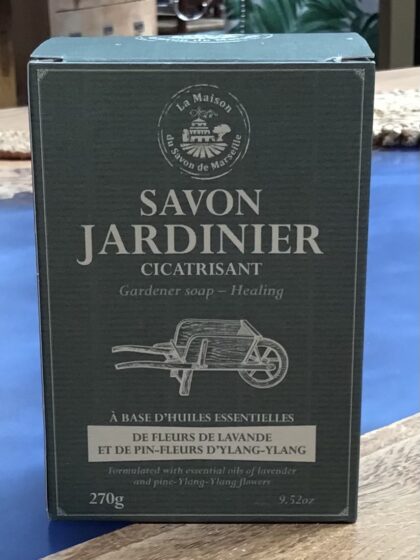 La Maison
du Savon de Marseille
SAVON
JARDINIER
CICATRISANT
Gardener soap – Healing
À BASE D'HUILES ESSENTIELLES
DE FLEURS DE LAVANDE
ET DE PIN-FLEURS D'YLANG-YLANG
Formulated with essential oils of lavender
and pine-Ylang-Ylang flowers
270g 9.52oz